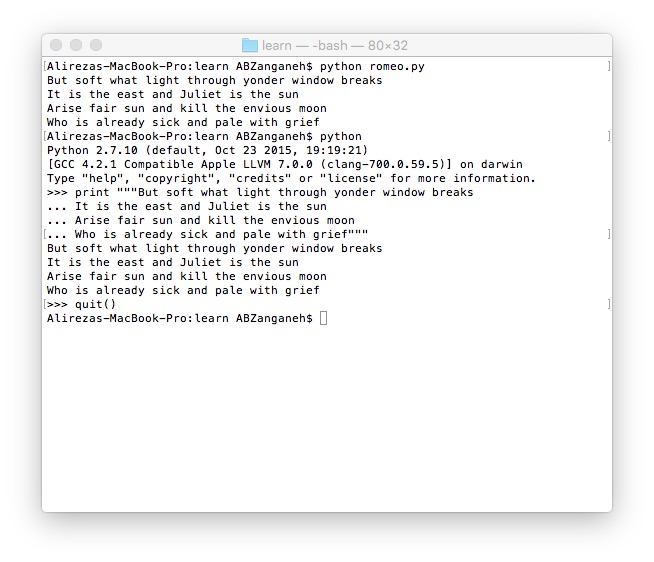 learn — -bash — 80×32
[Alirezas-MacBook-Pro:learn ABZanganeh$ python romeo.py ]
But soft what light through yonder window breaks
It is the east and Juliet is the sun
Arise fair sun and kill the envious moon
Who is already sick and pale with grief
[Alirezas-MacBook-Pro:learn ABZanganeh$ python ]
Python 2.7.10 (default, Oct 23 2015, 19:19:21)
[GCC 4.2.1 Compatible Apple LLVM 7.0.0 (clang-700.0.59.5)] on darwin
Type "help", "copyright", "credits" or "license" for more information.
>>> print """But soft what light through yonder window breaks
... It is the east and Juliet is the sun
... Arise fair sun and kill the envious moon
[... Who is already sick and pale with grief""" ]
But soft what light through yonder window breaks
It is the east and Juliet is the sun
Arise fair sun and kill the envious moon
Who is already sick and pale with grief
[>>> quit() ]
Alirezas-MacBook-Pro:learn ABZanganeh$